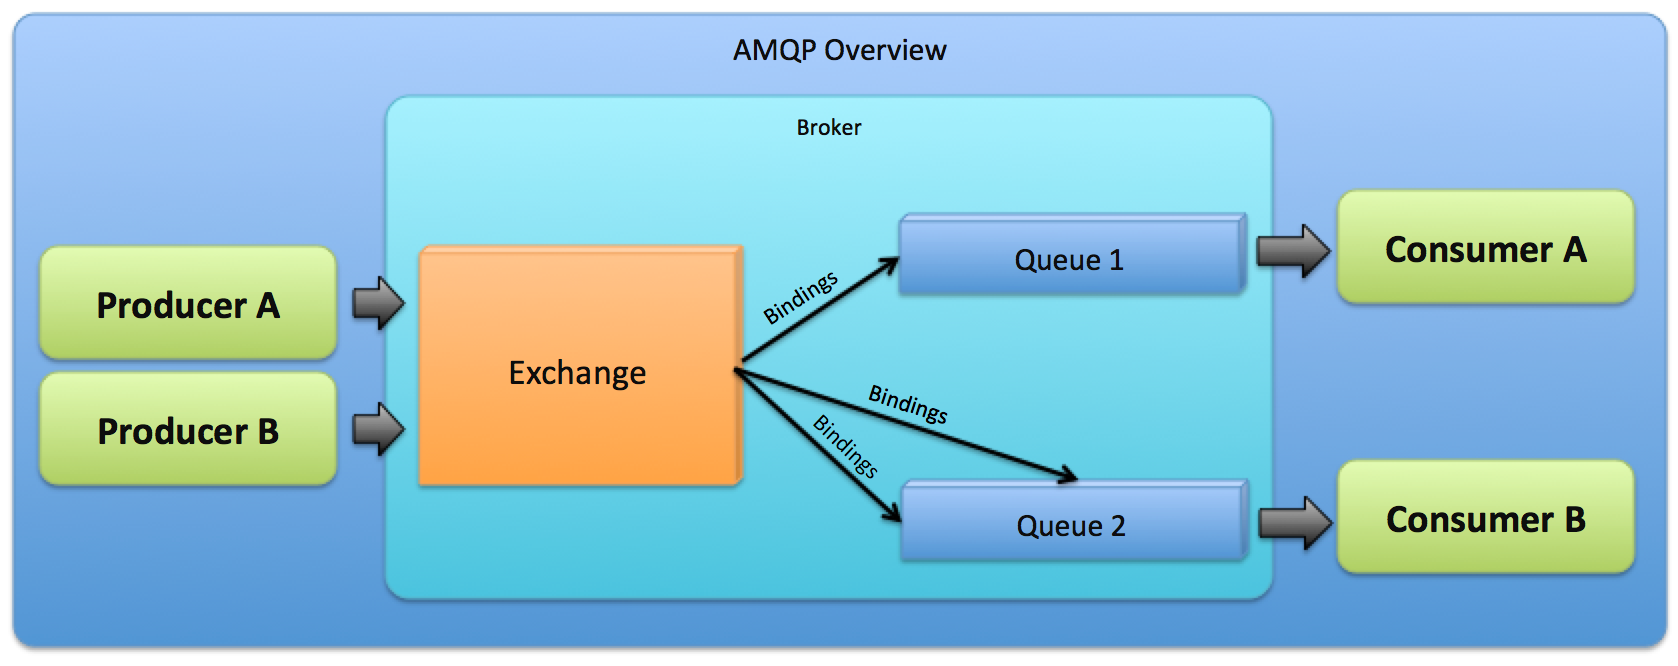 AMQP Overview
Broker
Producer A
Producer B
Exchange
Bindings
Bindings
Bindings
Queue 1
Queue 2
Consumer A
Consumer B